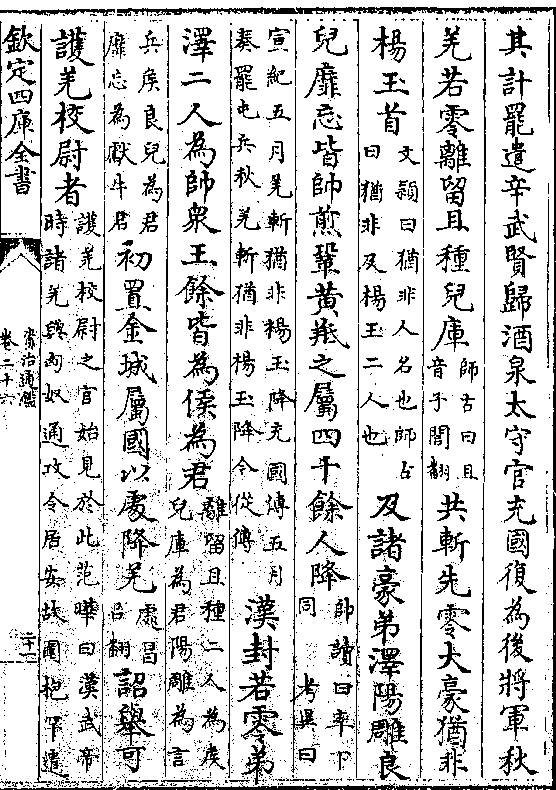 其計罷遣辛武賢歸酒泉太守官充國復為後將軍秋
羌若零離留且種兒庫
師古曰且
音子閭翻
共斬先零大豪猶非
楊玉首
文頴曰猶非人名也師古
曰猶非及楊玉二人也
及諸豪弟澤陽雕良
兒靡忘皆帥煎鞏黃羝之屬四千餘人降
帥讀曰率下
同 考異曰
宣紀五月羌斬猶非楊玉降充國傳五月
奏罷屯兵秋羌斬猶非楊玉降今從傳
漢封若零弟
澤二人為帥衆王餘皆為侯為君
離留且種二人為侯
兒庫為君陽雕為言
兵侯良兒為君
靡忘為獻牛君
初置金城屬國以處降羌
處昌
呂翻
詔舉可
護羌校尉者
護羌校尉之官始見於此范曄曰漢武帝
時諸羌與匈奴通攻令居安故圍枹罕遣
欽定四庫全書
資治通鑑
卷二十六